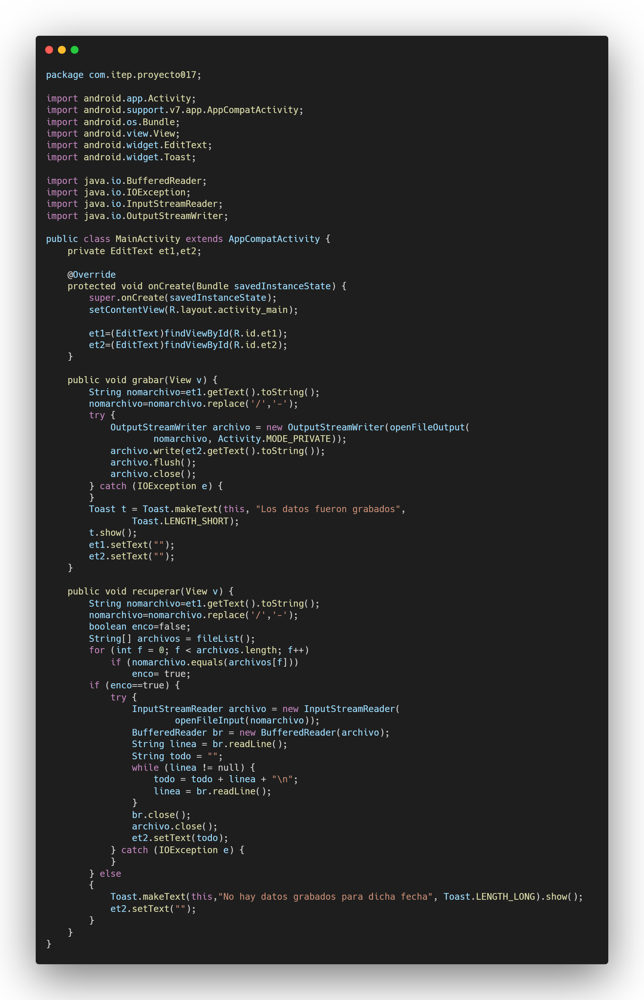 package com.itep.proyecto017;

import android.app.Activity;
import android.support.v7.app.AppCompatActivity;
import android.os.Bundle;
import android.view.View;
import android.widget.EditText;
import android.widget.Toast;

import java.io.BufferedReader;
import java.io.IOException;
import java.io.InputStreamReader;
import java.io.OutputStreamWriter;

public class MainActivity extends AppCompatActivity {
    private EditText et1,et2;

    @Override
    protected void onCreate(Bundle savedInstanceState) {
        super.onCreate(savedInstanceState);
        setContentView(R.layout.activity_main);

        et1=(EditText)findViewById(R.id.et1);
        et2=(EditText)findViewById(R.id.et2);
    }

    public void grabar(View v) {
        String nomarchivo=et1.getText().toString();
        nomarchivo=nomarchivo.replace('/','-');
        try {
            OutputStreamWriter archivo = new OutputStreamWriter(openFileOutput(
                    nomarchivo, Activity.MODE_PRIVATE));
            archivo.write(et2.getText().toString());
            archivo.flush();
            archivo.close();
        } catch (IOException e) {
        }
        Toast t = Toast.makeText(this, "Los datos fueron grabados",
                Toast.LENGTH_SHORT);
        t.show();
        et1.setText("");
        et2.setText("");
    }

    public void recuperar(View v) {
        String nomarchivo=et1.getText().toString();
        nomarchivo=nomarchivo.replace('/','-');
        boolean enco=false;
        String[] archivos = fileList();
        for (int f = 0; f < archivos.length; f++)
            if (nomarchivo.equals(archivos[f]))
                enco= true;
        if (enco==true) {
            try {
                InputStreamReader archivo = new InputStreamReader(
                        openFileInput(nomarchivo));
                BufferedReader br = new BufferedReader(archivo);
                String linea = br.readLine();
                String todo = "";
                while (linea != null) {
                    todo = todo + linea + "\n";
                    linea = br.readLine();
                }
                br.close();
                archivo.close();
                et2.setText(todo);
            } catch (IOException e) {
            }
        } else
        {
            Toast.makeText(this,"No hay datos grabados para dicha fecha", Toast.LENGTH_LONG).show();
            et2.setText("");
        }
    }
}